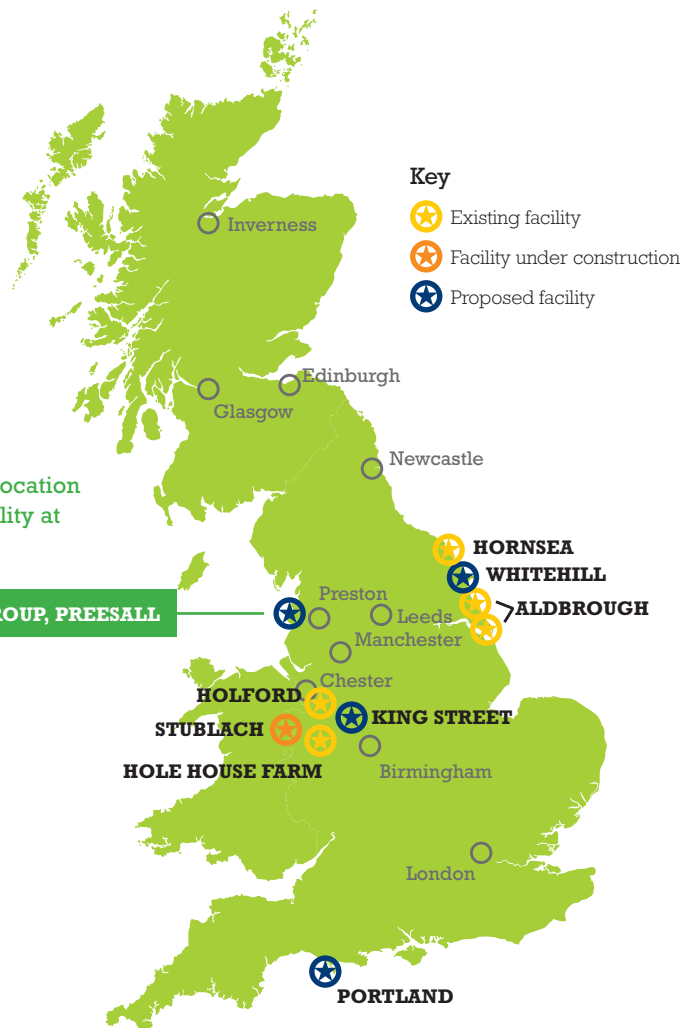 Key
Existing facility
Facility under construction
Proposed facility
Inverness
Edinburgh
Glasgow
Newcastle
ocation
lity at
HORNSEA
WHITEHILL
ROUP, PREESALL
Preston
Leeds
ALDBROUGH
Manchester
Chester
HOLFORD
KING STREET
STUBLACH
HOLE HOUSE FARM
Birmingham
London
PORTLAND